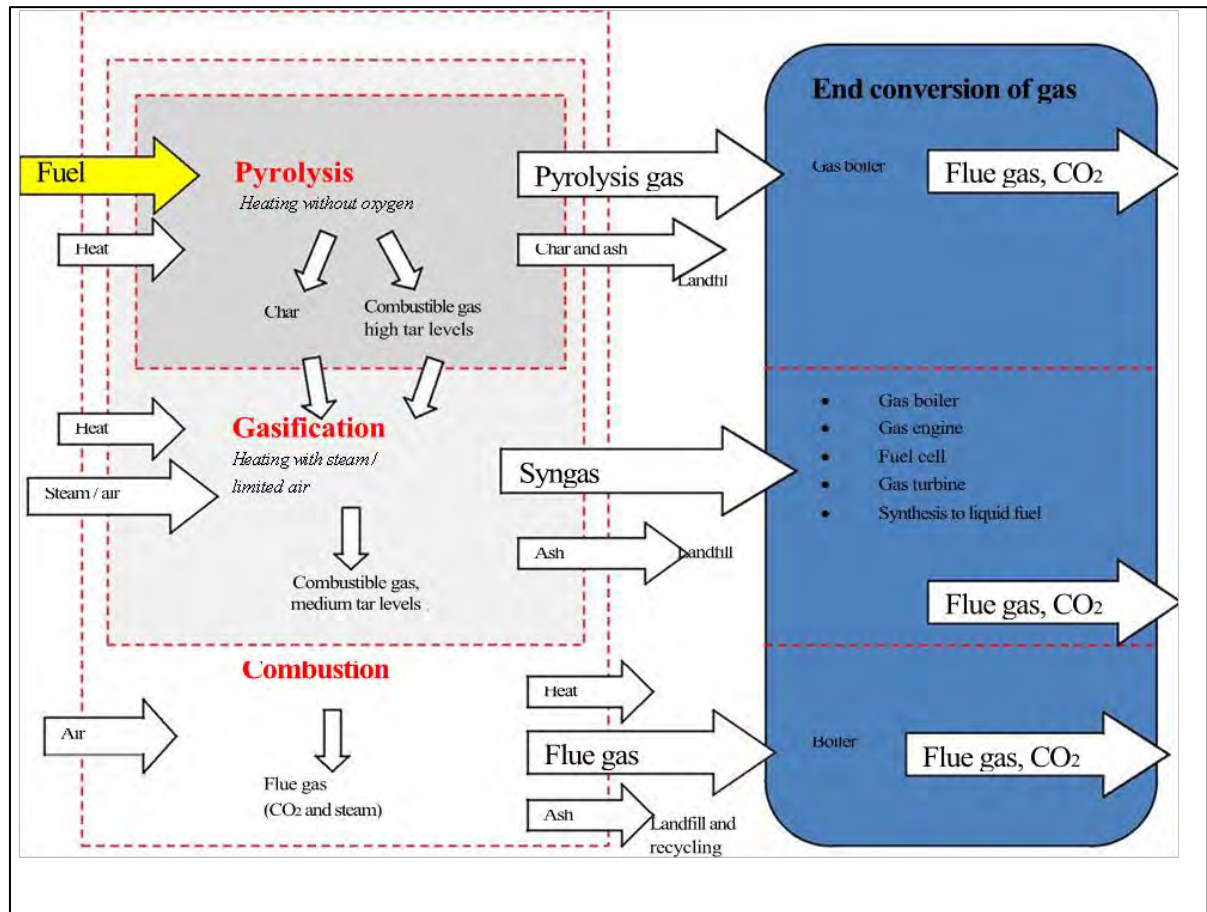 End conversion of gas
Fuel
Pyrolysis
Heating without oxygen
Pyrolysis gas
Gas boiler
Flue gas, CO2
Heat
Char and ash
Landfill
Char
Combustible gas
high tar levels
Heat
Gasification
Heating with steam /
limited air
Steam / air
Syngas
• Gas boiler
• Gas engine
• Fuel cell
• Gas turbine
• Synthesis to liquid fuel
Ash
Landfill
Combustible gas,
medium tar levels
Flue gas, CO2
Combustion
Heat
Air
Flue gas
Boiler
Flue gas, CO2
Flue gas
(CO2 and steam)
Ash
Landfill and
recycling